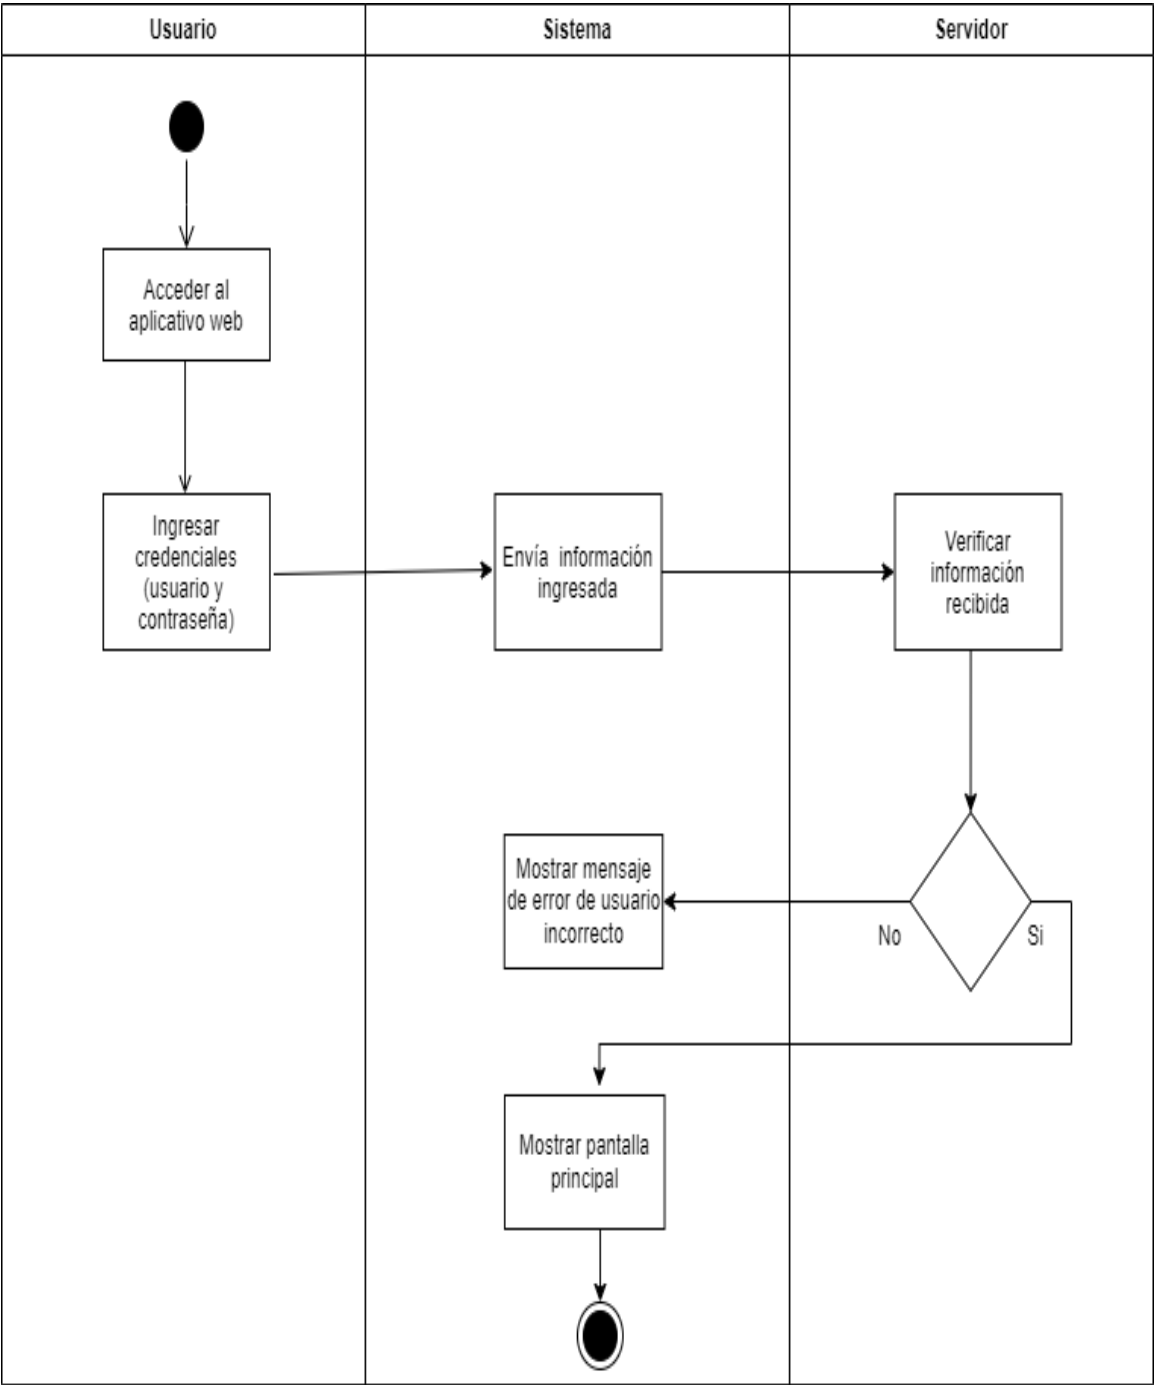 Usuario
Sistema
Servidor
Acceder al
aplicativo web
Ingresar
credenciales
(usuario y
contraseña)
Envía  información
ingresada
Verificar
información
recibida
Mostrar mensaje
de error de usuario
incorrecto
No
Si
Mostrar pantalla
principal